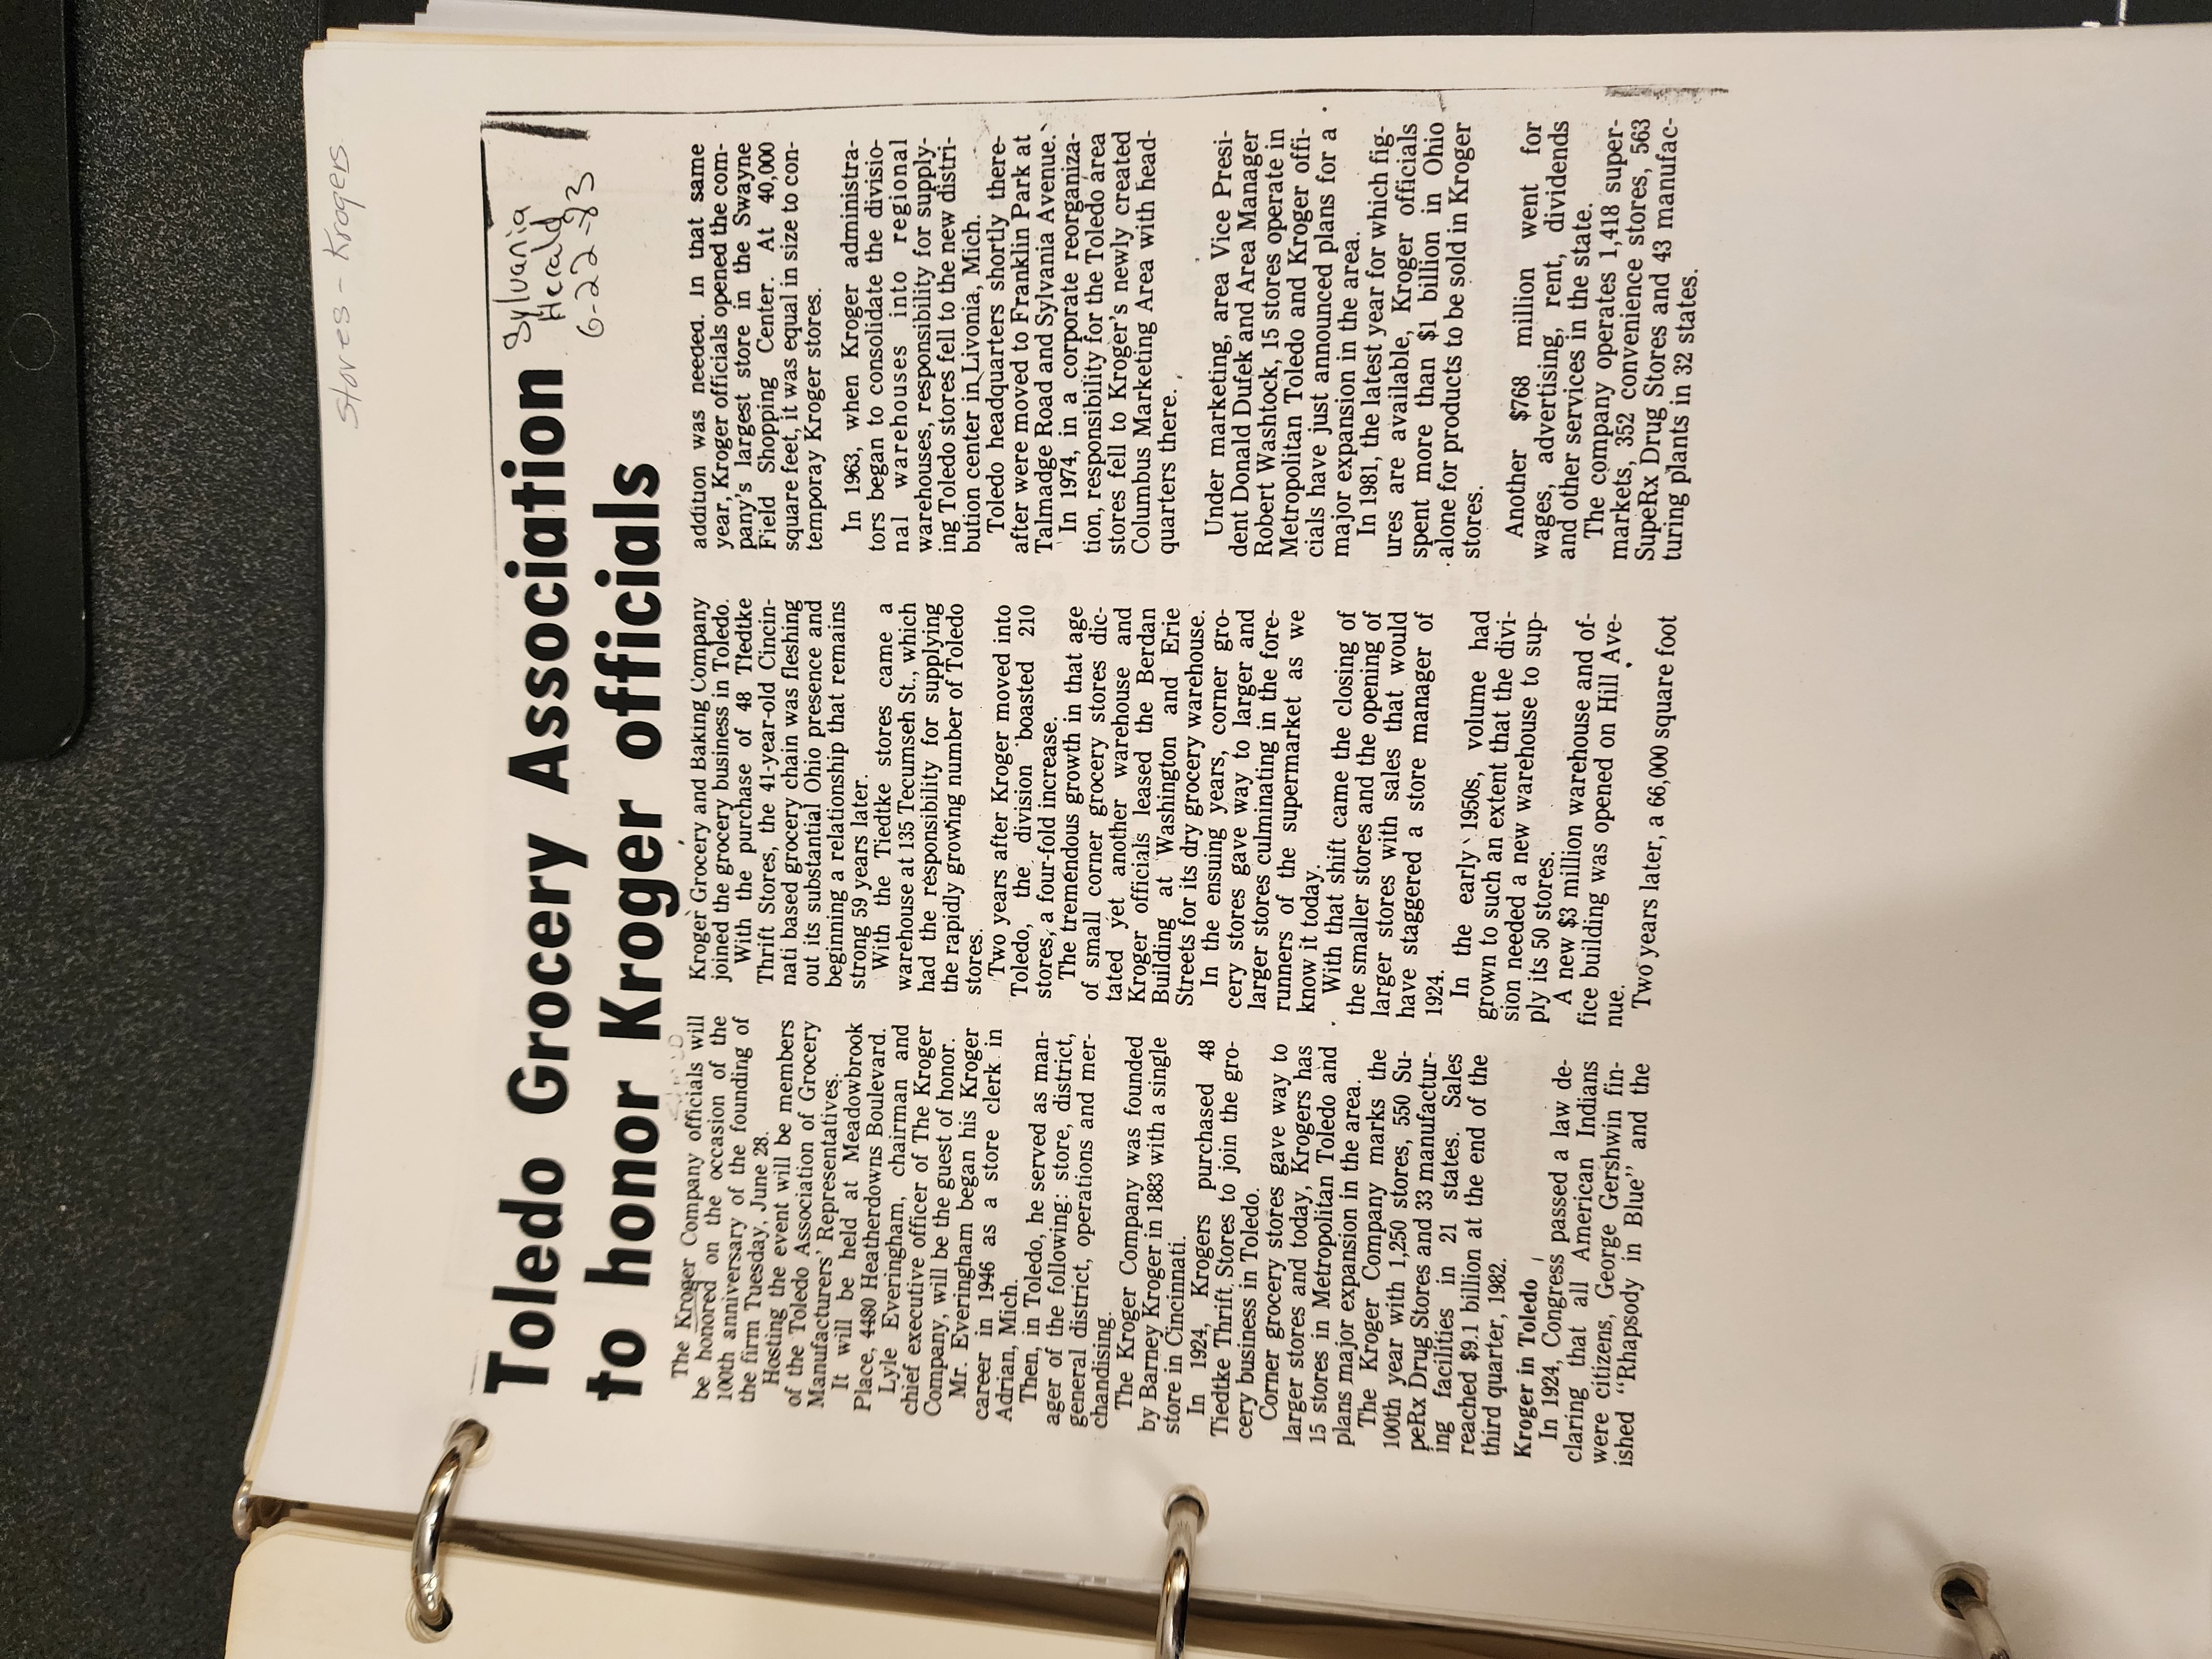 Stores - Krogers
Sylvania
Herald
6-22-83
Toledo Grocery Association
to honor Kroger officials
The Kroger Company officials will
be honored on the occasion of the
100th anniversary of the founding of
the firm Tuesday, June 28.
Hosting the event will be members
of the Toledo Association of Grocery
Manufacturers' Representatives.
It will be held at Meadowbrook
Place, 4480 Heatherdowns Boulevard.
Lyle Everingham, chairman and
chief executive officer of The Kroger
Company, will be the guest of honor.
Mr. Everingham began his Kroger
career in 1946 as a store clerk in
Adrian, Mich.
Then, in Toledo, he served as man-
ager of the following: store, district,
general district, operations and mer-
chandising.
The Kroger Company was founded
by Barney Kroger in 1883 with a single
store in Cincinnati.
In 1924, Krogers purchased 48
Tiedtke Thrift Stores to join the gro-
cery business in Toledo.
Corner grocery stores gave way to
larger stores and today, Krogers has
15 stores in Metropolitan Toledo and
plans major expansion in the area.
The Kroger Company marks the
100th year with 1,250 stores, 550 Su-
peRx Drug Stores and 33 manufactur-
ing facilities in 21 states. Sales
reached $9.1 billion at the end of the
third quarter, 1982.
Kroger in Toledo
In 1924, Congress passed a law de-
claring that all American Indians
were citizens, George Gershwin fin-
ished "Rhapsody in Blue" and the
Kroger Grocery and Baking Company
joined the grocery business in Toledo.
With the purchase of 48 Tiedtke
Thrift Stores, the 41-year-old Cincin-
nati based grocery chain was fleshing
out its substantial Ohio presence and
beginning a relationship that remains
strong 59 years later.
With the Tiedtke stores came a
warehouse at 135 Tecumseh St., which
had the responsibility for supplying
the rapidly growing number of Toledo
stores.
Two years after Kroger moved into
Toledo, the division boasted 210
stores, a four-fold increase.
The tremendous growth in that age
of small corner grocery stores dic-
tated yet another warehouse and
Kroger officials leased the Berdan
Building at Washington and Erie
Streets for its dry grocery warehouse.
In the ensuing years, corner gro-
cery stores gave way to larger and
larger stores culminating in the fore-
runners of the supermarket as we
know it today.
With that shift came the closing of
the smaller stores and the opening of
larger stores with sales that would
have staggered a store manager of
1924.
In the early 1950s, volume had
grown to such an extent that the divi-
sion needed a new warehouse to sup-
ply its 50 stores.
A new $3 million warehouse and of-
fice building was opened on Hill Ave-
nue.
Two years later, a 66,000 square foot
addition was needed. In that same
year, Kroger officials opened the com-
pany's largest store in the Swayne
Field Shopping Center. At 40,000
square feet, it was equal in size to con-
temporay Kroger stores.
In 1963, when Kroger administra-
tors began to consolidate the divisio-
nal warehouses into regional
warehouses, responsibility for supply-
ing Toledo stores fell to the new distri-
bution center in Livonia, Mich.
Toledo headquarters shortly there-
after were moved to Franklin Park at
Talmadge Road and Sylvania Avenue.
In 1974, in a corporate reorganiza-
tion, responsibility for the Toledo area
stores fell to Kroger's newly created
Columbus Marketing Area with head-
quarters there.
Under marketing, area Vice Presi-
dent Donald Dufek and Area Manager
Robert Washtock, 15 stores operate in
Metropolitan Toledo and Kroger offi-
cials have just announced plans for a
major expansion in the area.
In 1981, the latest year for which fig-
ures are available, Kroger officials
spent more than $1 billion in Ohio
alone for products to be sold in Kroger
stores.
Another $768 million went for
wages, advertising, rent, dividends
and other services in the state.
The company operates 1,418 super-
markets, 352 convenience stores, 563
SupeRx Drug Stores and 43 manufac-
turing plants in 32 states.